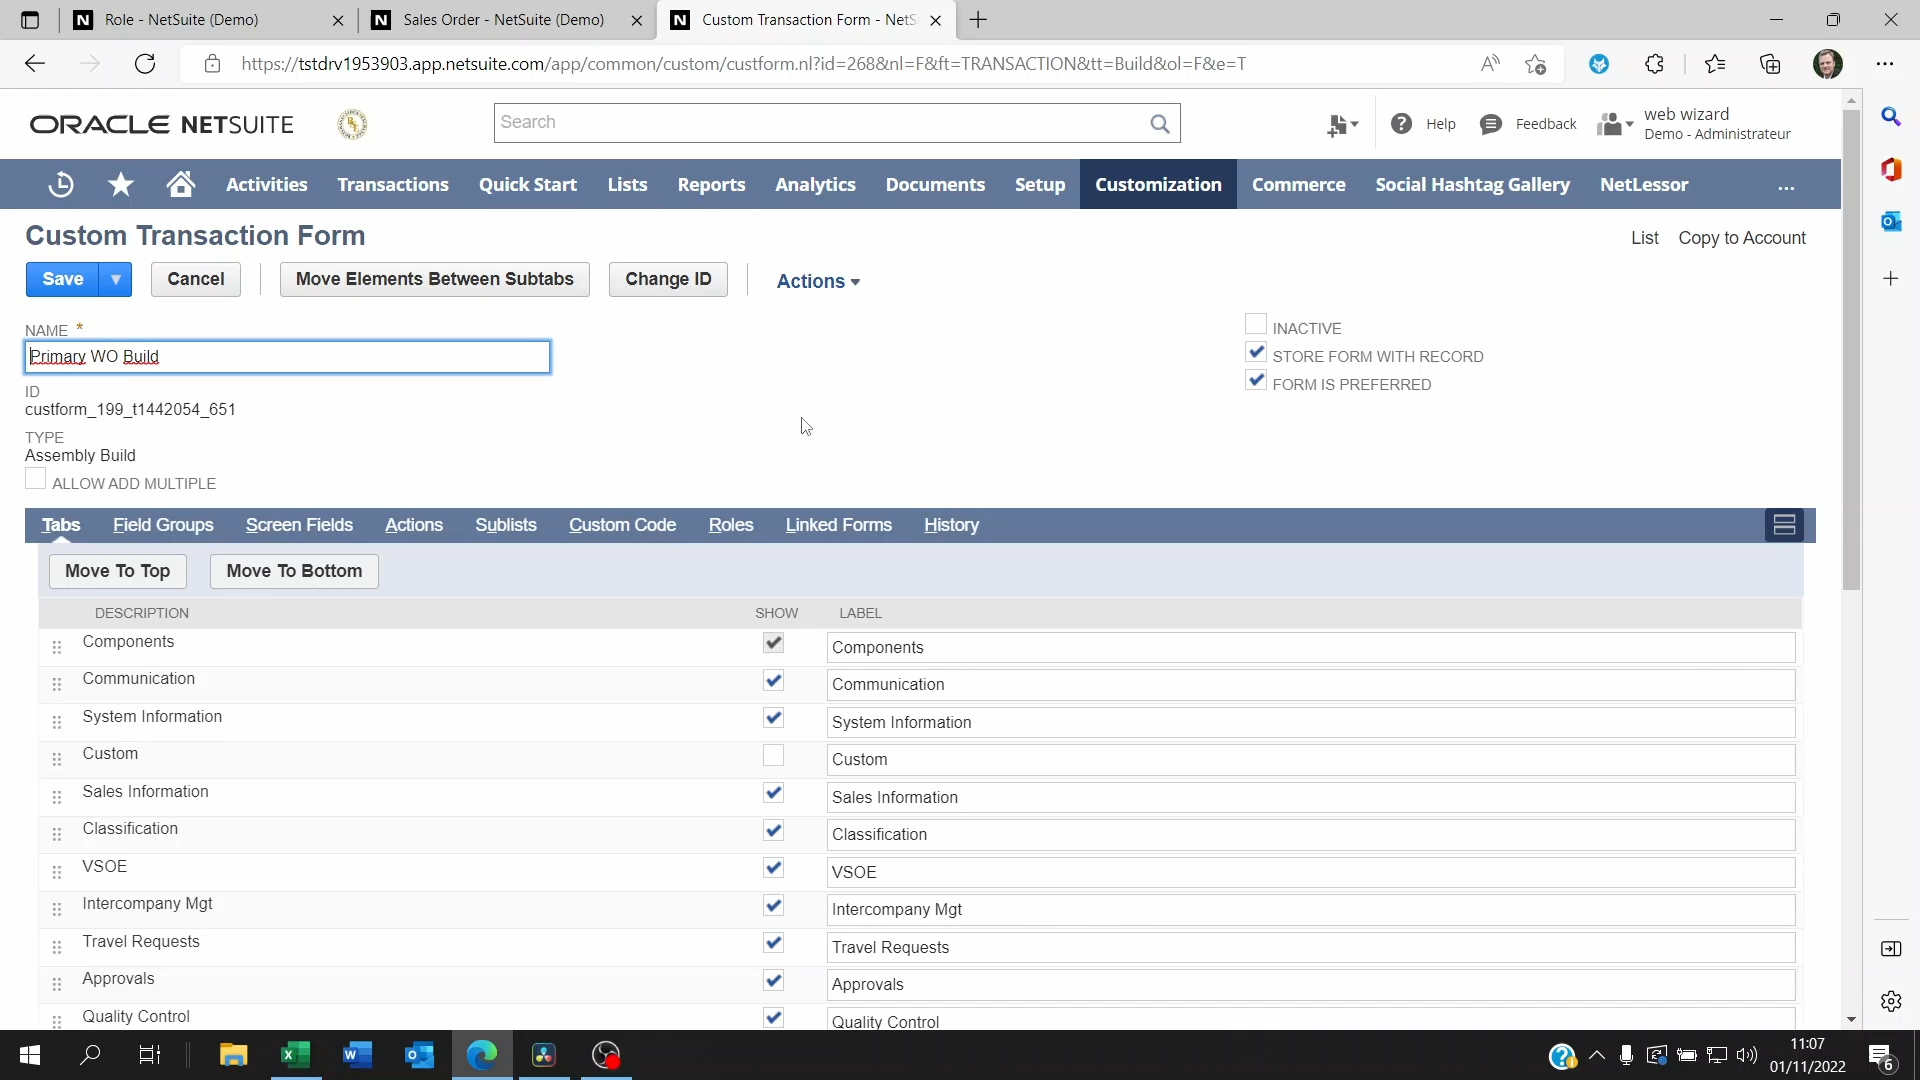 Role - NetSuite (Demo)
Sales Order - NetSuite (Demo)
Custom Transaction Form - NetS
https://tstdrv1953903.app.netsuite.com/app/common/custom/custform.nl?id=268&nl=F&ft=TRANSACTION&tt=Build&ol=F&e=T
ORACLE NETSUITE
Search
Help
Feedback
web wizard
Demo - Administrateur
Activities Transactions Quick Start Lists Reports Analytics Documents Setup Customization Commerce Social Hashtag Gallery NetLessor ...
Custom Transaction Form
List Copy to Account
Save Cancel Move Elements Between Subtabs Change ID Actions
NAME *
Primary WO Build
ID
custform_199_t1442054_651
TYPE
Assembly Build
ALLOW ADD MULTIPLE
INACTIVE
STORE FORM WITH RECORD
FORM IS PREFERRED
Tabs Field Groups Screen Fields Actions Sublists Custom Code Roles Linked Forms History
Move To Top Move To Bottom
DESCRIPTION SHOW LABEL
Components Components
Communication Communication
System Information System Information
Custom Custom
Sales Information Sales Information
Classification Classification
VSOE VSOE
Intercompany Mgt Intercompany Mgt
Travel Requests Travel Requests
Approvals Approvals
Quality Control Quality Control
11:07
01/11/2022
6